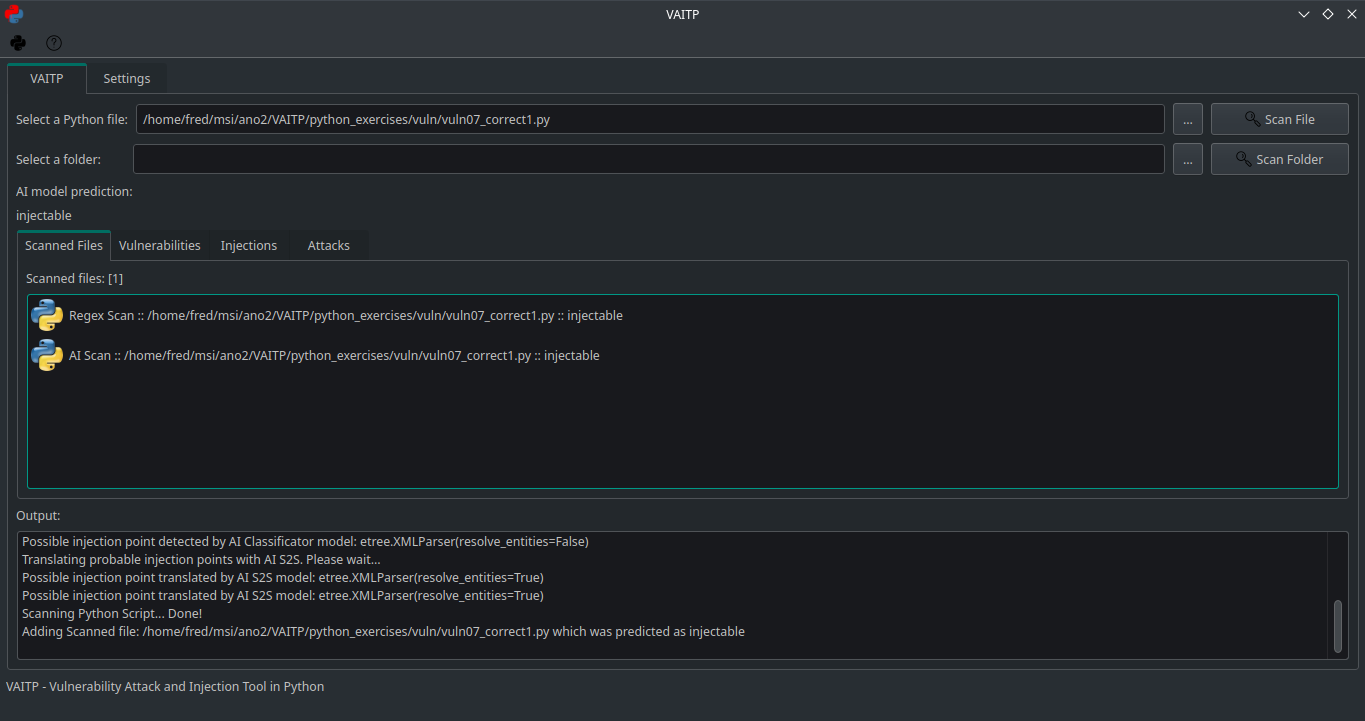 VAITP
VAITP Settings
Select a Python file: /home/fred/msi/ano2/VAITP/python_exercises/vuln/vuln07_correct1.py ... Scan File
Select a folder: ... Scan Folder
AI model prediction:
injectable
Scanned Files Vulnerabilities Injections Attacks
Scanned files: [1]
Regex Scan :: /home/fred/msi/ano2/VAITP/python_exercises/vuln/vuln07_correct1.py :: injectable
AI Scan :: /home/fred/msi/ano2/VAITP/python_exercises/vuln/vuln07_correct1.py :: injectable
Output:
Possible injection point detected by AI Classificator model: etree.XMLParser(resolve_entities=False)
Translating probable injection points with AI S2S. Please wait...
Possible injection point translated by AI S2S model: etree.XMLParser(resolve_entities=True)
Possible injection point translated by AI S2S model: etree.XMLParser(resolve_entities=True)
Scanning Python Script... Done!
Adding Scanned file: /home/fred/msi/ano2/VAITP/python_exercises/vuln/vuln07_correct1.py which was predicted as injectable
VAITP - Vulnerability Attack and Injection Tool in Python